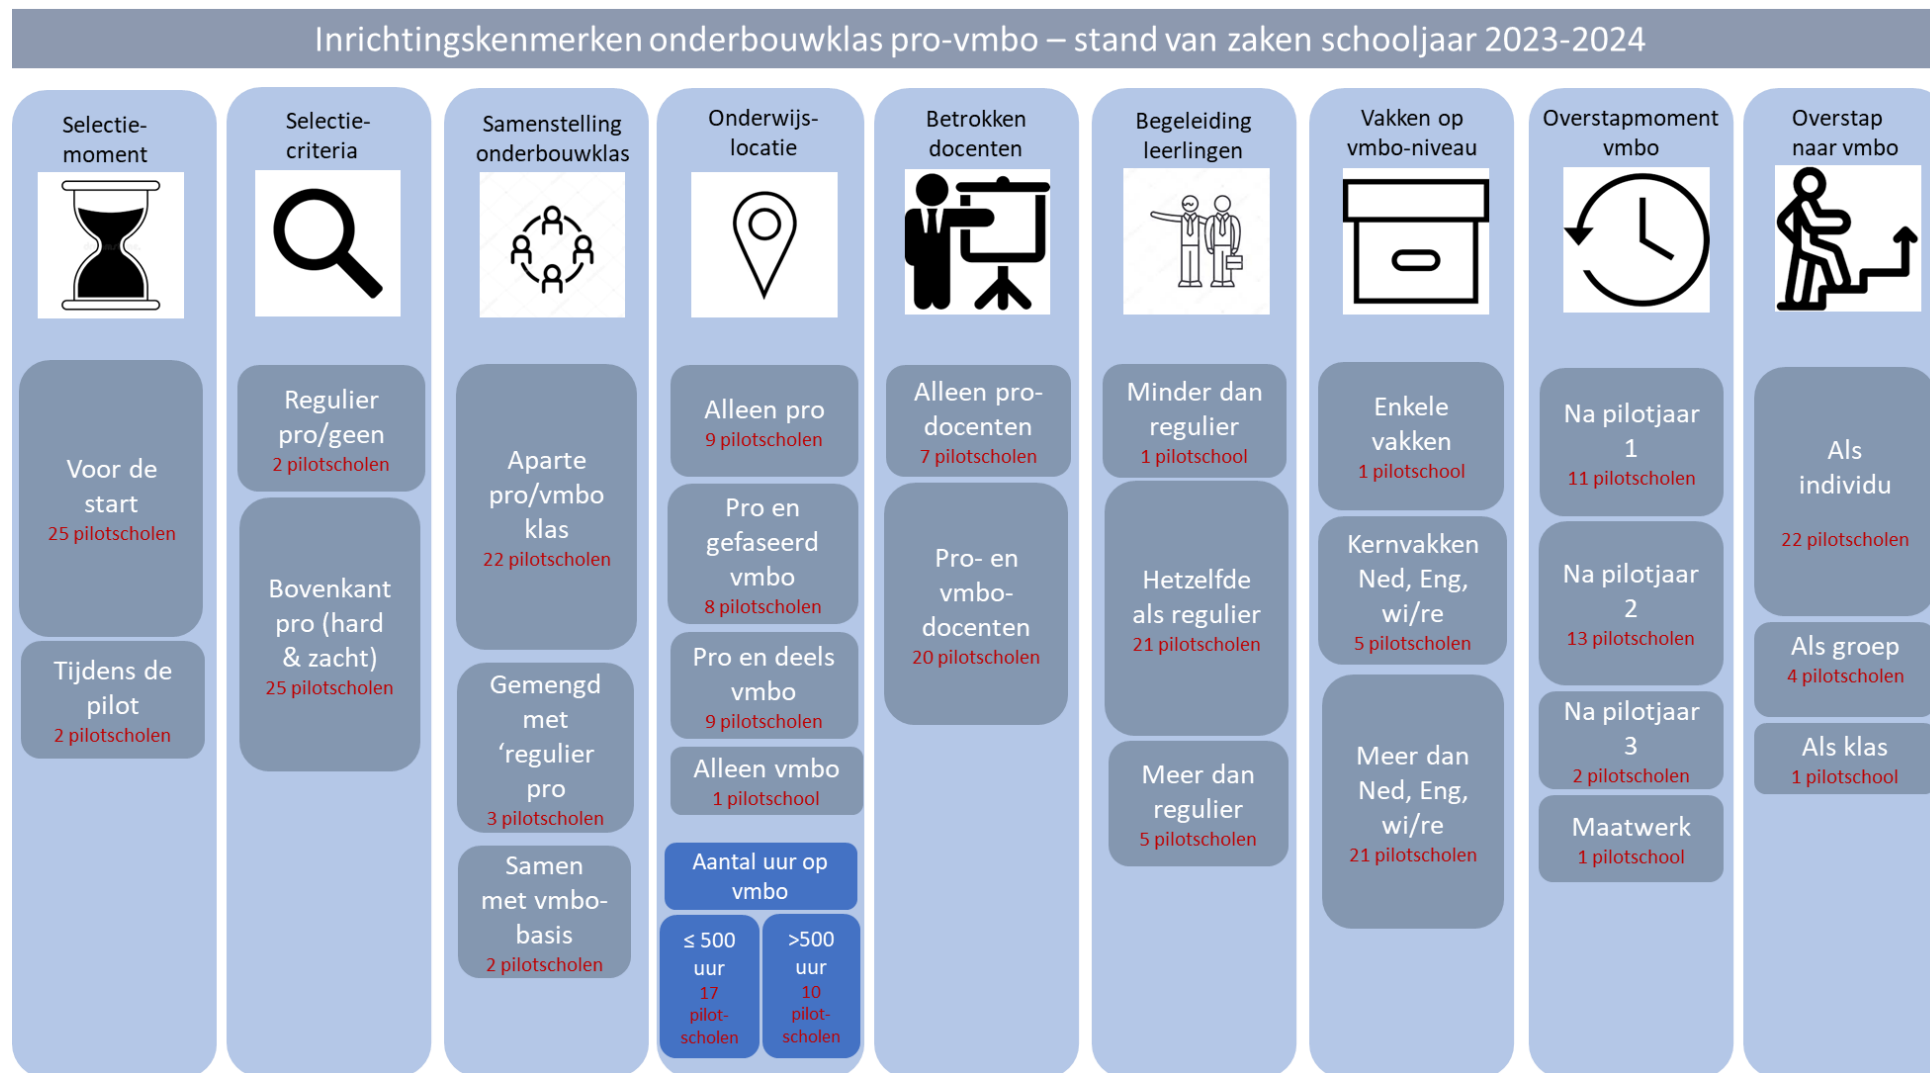 Inrichtingskenmerken onderbouwklas pro-vmbo – stand van zaken schooljaar 2023-2024
Selectie-
moment
Voor de
start
25 pilotscholen
Tijdens de
pilot
2 pilotscholen
Selectie-
criteria
Regulier
pro/geen
2 pilotscholen
Bovenkant
pro (hard
& zacht)
25 pilotscholen
Samenstelling
onderbouwklas
Aparte
pro/vmbo
klas
22 pilotscholen
Gemengd
met
‘regulier
pro
3 pilotscholen
Samen
met vmbo-
basis
2 pilotscholen
Onderwijs-
locatie
Alleen pro
9 pilotscholen
Pro en
gefaseerd
vmbo
8 pilotscholen
Pro en deels
vmbo
9 pilotscholen
Alleen vmbo
1 pilotschool
Aantal uur op
vmbo
≤ 500
uur
17
pilot-
scholen
>500
uur
10
pilot-
scholen
Betrokken
docenten
Alleen pro-
docenten
7 pilotscholen
Pro- en
vmbo-
docenten
20 pilotscholen
Begeleiding
leerlingen
Minder dan
regulier
1 pilotschool
Hetzelfde
als regulier
21 pilotscholen
Meer dan
regulier
5 pilotscholen
Vakken op
vmbo-niveau
Enkele
vakken
1 pilotschool
Kernvakken
Ned, Eng,
wi/re
5 pilotscholen
Meer dan
Ned, Eng,
wi/re
21 pilotscholen
Overstapmoment
vmbo
Na pilotjaar
1
11 pilotscholen
Na pilotjaar
2
13 pilotscholen
Na pilotjaar
3
2 pilotscholen
Maatwerk
1 pilotschool
Overstap
naar vmbo
Als
individu
22 pilotscholen
Als groep
4 pilotscholen
Als klas
1 pilotschool